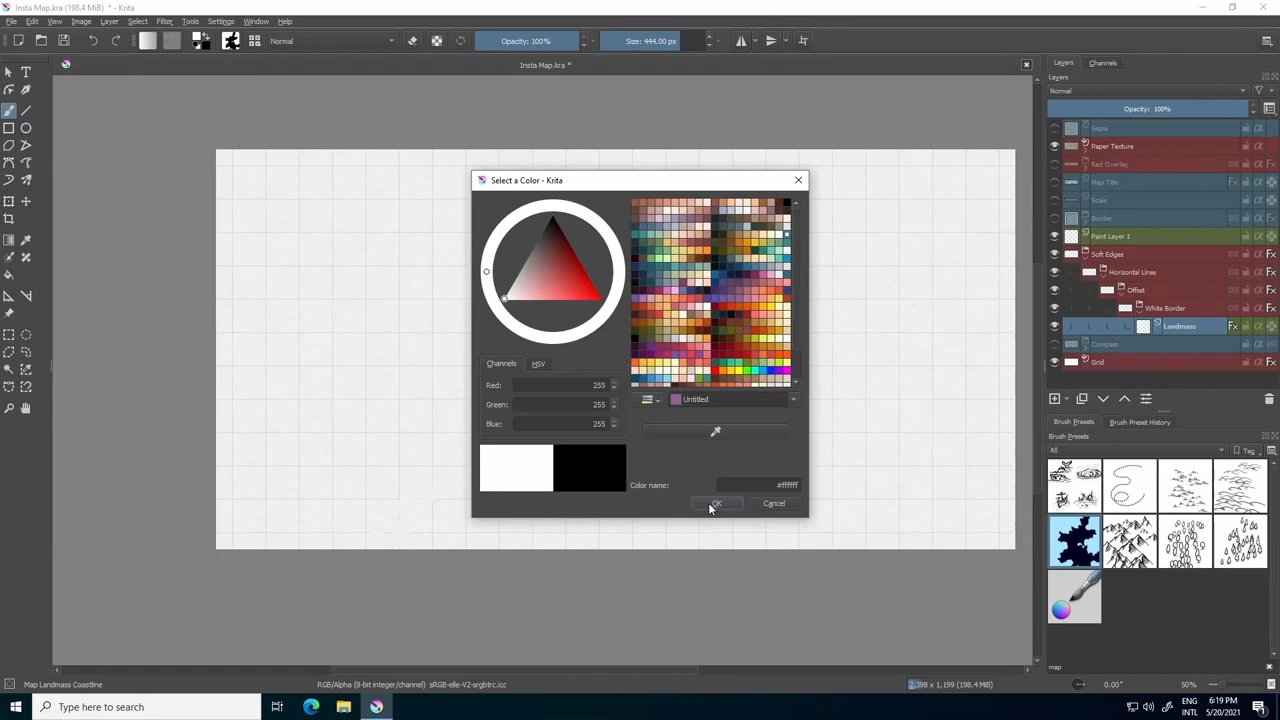 Insta Map.kra (198.4 MiB) * - Krita
File Edit View Image Layer Select Filter Tools Settings Window Help
Normal
Opacity: 100%
Size: 444.00 px
Insta Map.kra *
Layers
Channels
Layers
Normal
Opacity: 100%
Sepia
Paper Texture
Rad Overlay
Map Title
Scale
Border
Paint Layer 1
Soft Edges
Horizontal Lines
Offset
White Border
Landmass
Compass
Grid
Select a Color - Krita
Channels
HSV
Red: 255
Green: 255
Blue: 255
Untitled
Color name: #ffffff
OK
Cancel
Brush Presets
Brush Preset History
Brush Presets
All
Tag
map
Map Landmass Coastline
RGB/Alpha (8-bit integer/channel) sRGB-elle-V2-srgbtrc.icc
2,398 x 1,199 (198.4 MiB)
0.00°
50%
Type here to search
6:19 PM
INTL
5/20/2021